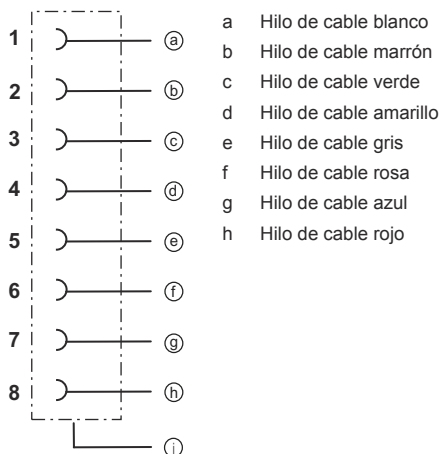 1 ⓐ
2 ⓑ
3 ⓒ
4 ⓓ
5 ⓔ
6 ⓕ
7 ⓖ
8 ⓗ
ⓘ
a Hilo de cable blanco
b Hilo de cable marrón
c Hilo de cable verde
d Hilo de cable amarillo
e Hilo de cable gris
f Hilo de cable rosa
g Hilo de cable azul
h Hilo de cable rojo